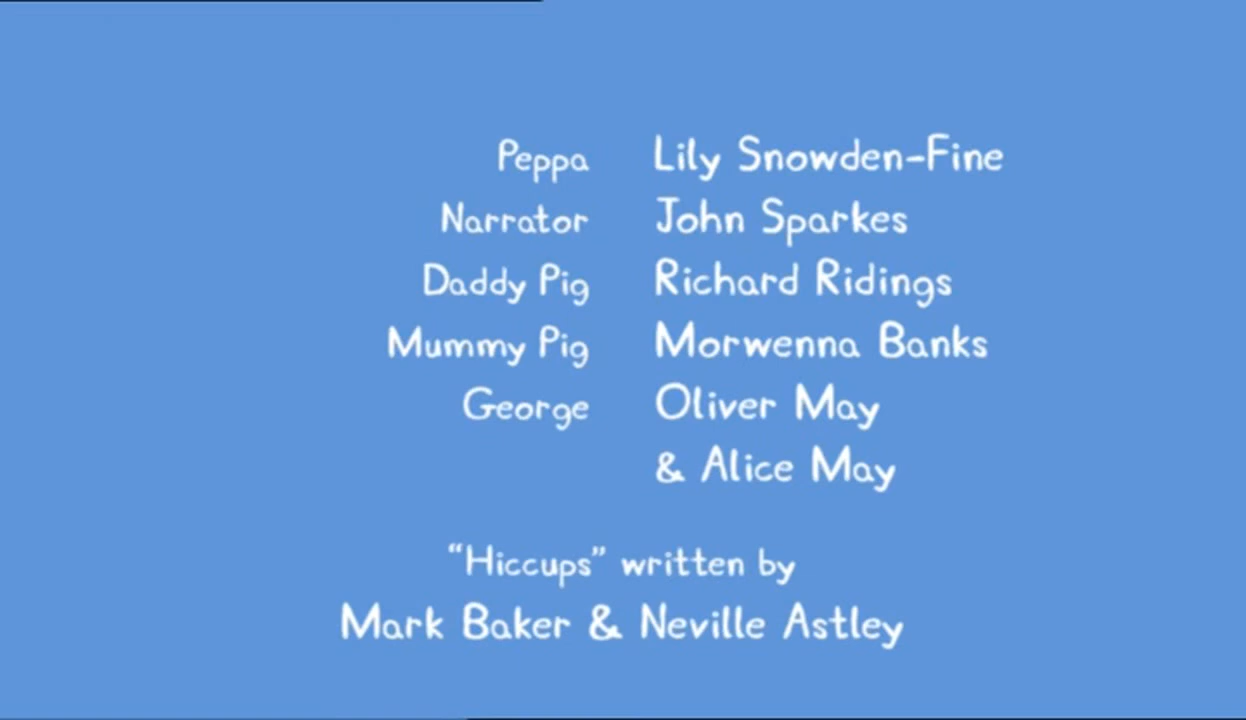 Peppa Lily Snowden-Fine
Narrator John Sparkes
Daddy Pig Richard Ridings
Mummy Pig Morwenna Banks
George Oliver May
& Alice May
“Hiccups” written by
Mark Baker & Neville Astley